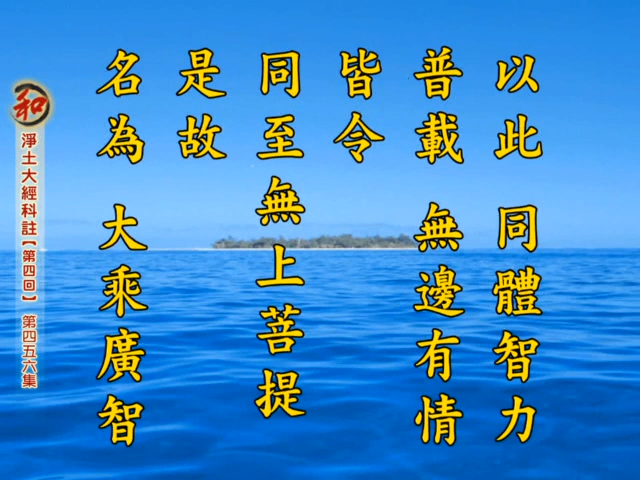 以此 同體智力
普載 無邊有情
皆令
同至無上菩提
是故
名為 大乘廣智
和
淨土大經科註【第四回】 第四五六集